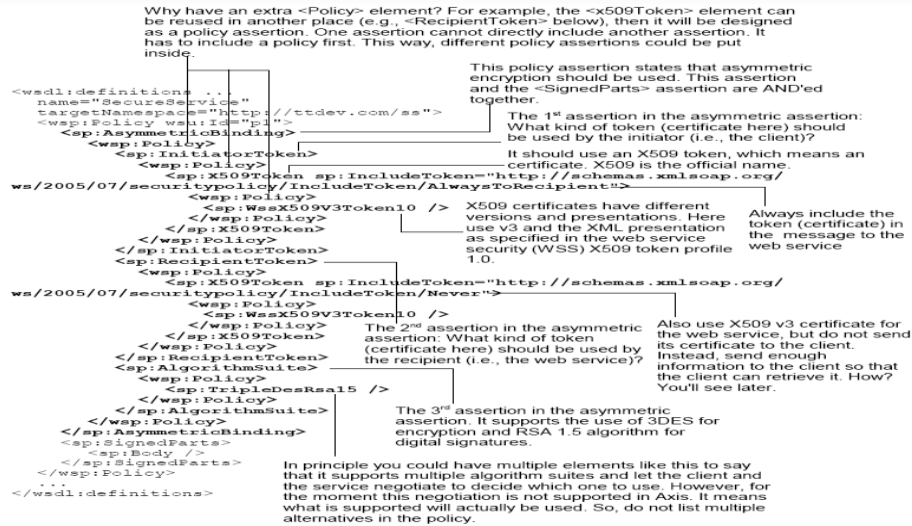 Why have an extra <Policy> element? For example, the <x509Token> element can
be reused in another place (e.g., <RecipientToken> below), then it will be designed
as a policy assertion. One assertion cannot directly include another assertion. It
has to include a policy first. This way, different policy assertions could be put
inside.
This policy assertion states that asymmetric
encryption should be used. This assertion
and the <SignedParts> assertion are AND'ed
together.
The 1st assertion in the asymmetric assertion:
What kind of token (certificate here) should
be used by the initiator (i.e., the client)?
It should use an X509 token, which means an
certificate. X509 is the official name.
<wsdl:definitions ...
name="SecureService"
targetNamespace="http://ttdev.com/ss">
<wsp:Policy wsu:Id="p1">
<sp:AsymmetricBinding>
<wsp:Policy>
<sp:InitiatorToken>
<wsp:Policy>
<sp:X509Token sp:IncludeToken="http://schemas.xmlsoap.org/
ws/2005/07/securitypolicy/IncludeToken/AlwaysToRecipient">
<wsp:Policy>
<sp:WssX509V3Token10 />
</wsp:Policy>
</sp:X509Token>
</wsp:Policy>
</sp:InitiatorToken>
X509 certificates have different
versions and presentations. Here
use v3 and the XML presentation
as specified in the web service
security (WSS) X509 token profile
1.0.
Always include the
token (certificate) in
the message to the
web service
<sp:RecipientToken>
<wsp:Policy>
<sp:X509Token sp:IncludeToken="http://schemas.xmlsoap.org/
ws/2005/07/securitypolicy/IncludeToken/Never">
<wsp:Policy>
<sp:WssX509V3Token10 />
</wsp:Policy>
</sp:X509Token>
</wsp:Policy>
</sp:RecipientToken>
The 2nd assertion in the asymmetric
assertion: What kind of token
(certificate here) should be used by
the recipient (i.e., the web service)?
Also use X509 v3 certificate for
the web service, but do not send
its certificate to the client.
Instead, send enough
information to the client so that
the client can retrieve it. How?
You'll see later.
<sp:AlgorithmSuite>
<wsp:Policy>
<sp:TripleDesRsa15 />
</wsp:Policy>
</sp:AlgorithmSuite>
</wsp:Policy>
</sp:AsymmetricBinding>
<sp:SignedParts>
<sp:Body />
</sp:SignedParts>
</wsp:Policy>
...
</wsdl:definitions>
The 3rd assertion in the asymmetric
assertion. It supports the use of 3DES for
encryption and RSA 1.5 algorithm for
digital signatures.
In principle you could have multiple elements like this to say
that it supports multiple algorithm suites and let the client and
the service negotiate to decide which one to use. However, for
the moment this negotiation is not supported in Axis. It means
what is supported will actually be used. So, do not list multiple
alternatives in the policy.